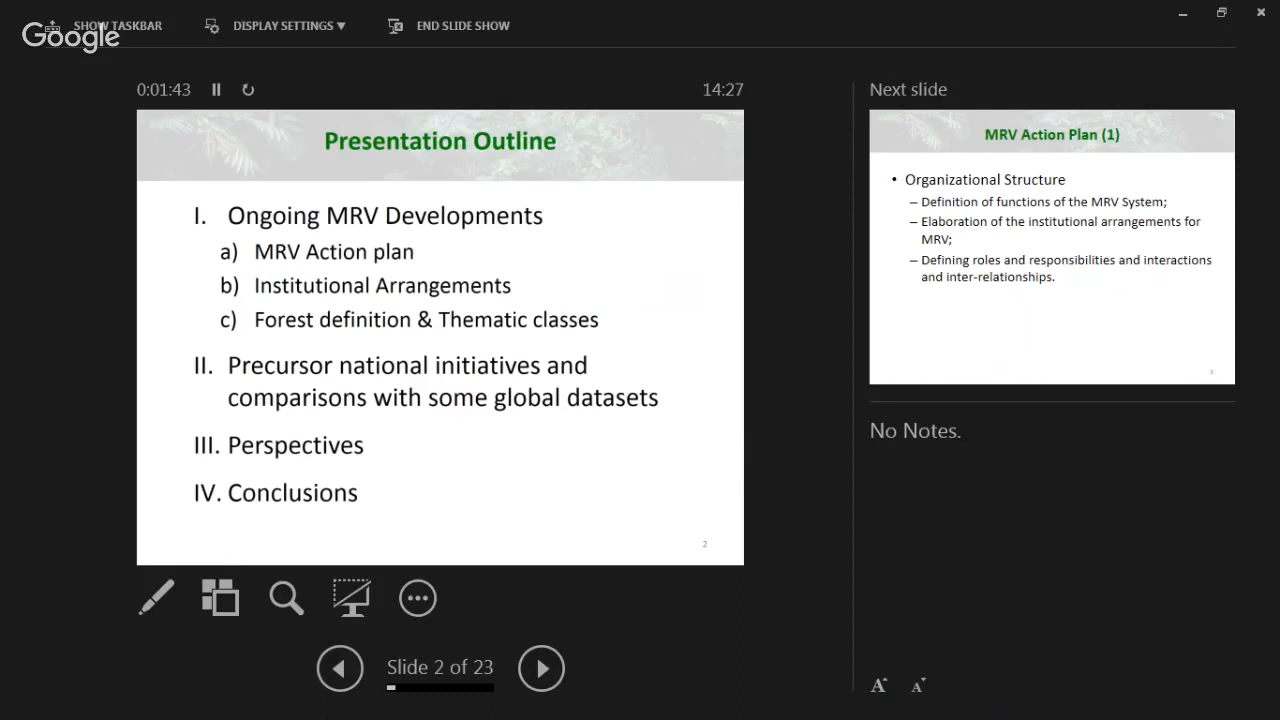 SHOW TASKBAR
DISPLAY SETTINGS ▼
END SLIDE SHOW
Google
0:01:43
14:27
Presentation Outline
I. Ongoing MRV Developments
a) MRV Action plan
b) Institutional Arrangements
c) Forest definition & Thematic classes
II. Precursor national initiatives and
comparisons with some global datasets
III. Perspectives
IV. Conclusions
2
Slide 2 of 23
Next slide
MRV Action Plan (1)
• Organizational Structure
– Definition of functions of the MRV System;
– Elaboration of the institutional arrangements for
MRV;
– Defining roles and responsibilities and interactions
and inter-relationships.
3
No Notes.
A A